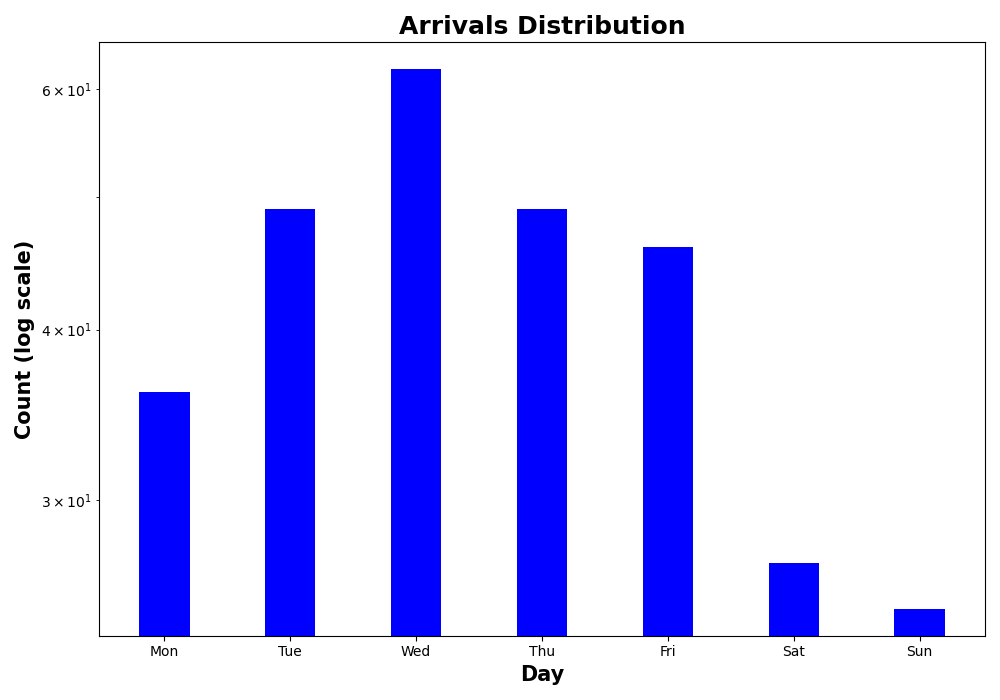 Arrivals Distribution
Count (log scale)
6 × 10¹
4 × 10¹
3 × 10¹
Mon Tue Wed Thu Fri Sat Sun
Day